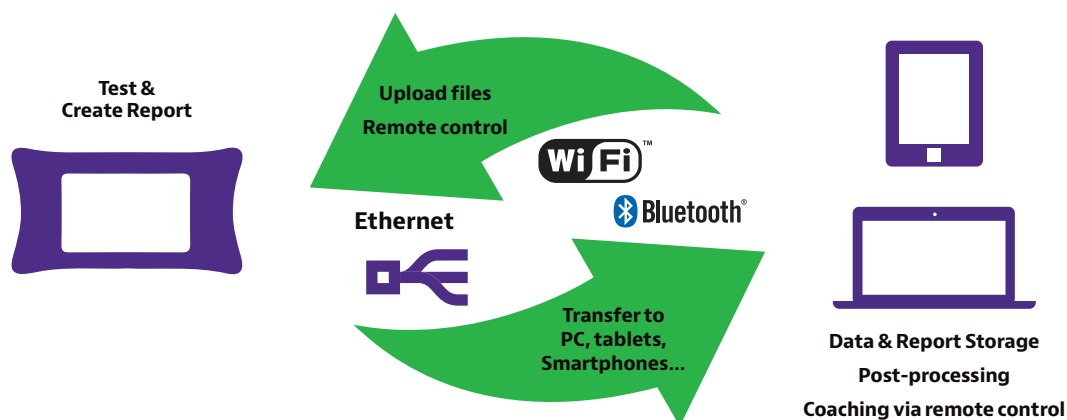 Test &
Create Report
Upload files
Remote control
WiFi™
Bluetooth®
Ethernet
Transfer to
PC, tablets,
Smartphones...
Data & Report Storage
Post-processing
Coaching via remote control